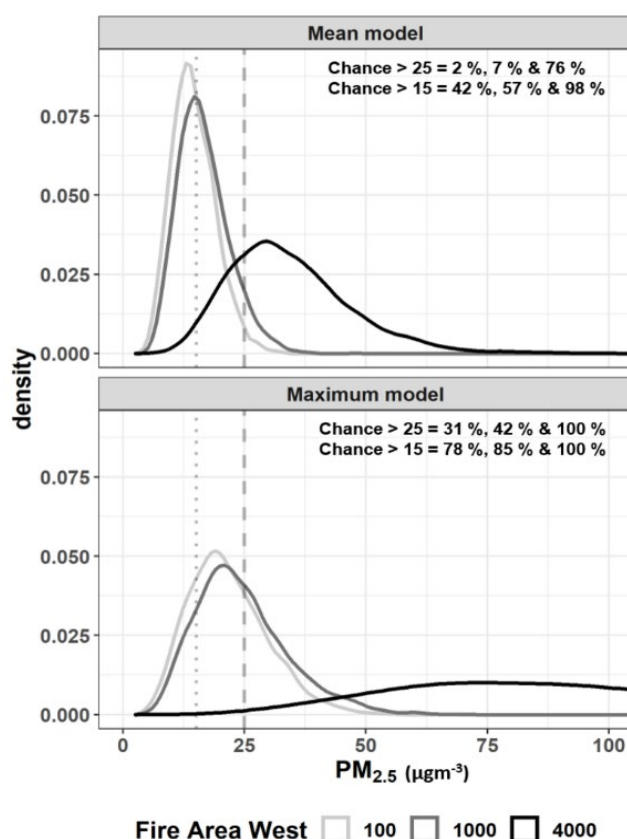 Mean model
Chance > 25 = 2 %, 7 % & 76 %
Chance > 15 = 42 %, 57 % & 98 %
0.075
0.050
0.025
0.000
density
Maximum model
Chance > 25 = 31 %, 42 % & 100 %
Chance > 15 = 78 %, 85 % & 100 %
0.075
0.050
0.025
0.000
0 25 50 75 100
PM2.5 (µgm-³)
Fire Area West 100 1000 4000